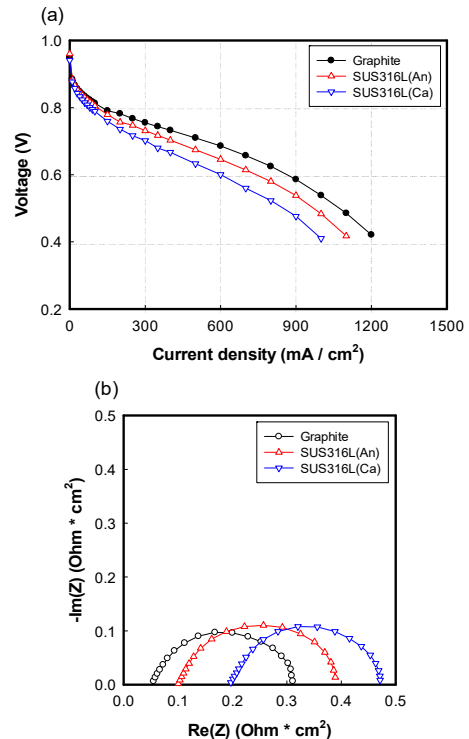 (a)
1.0
0.8
0.6
0.4
0.2
Voltage (V)
Graphite
SUS316L(An)
SUS316L(Ca)
0 300 600 900 1200 1500
Current density (mA / cm²)
(b)
0.5
0.4
0.3
0.2
0.1
0.0
-Im(Z) (Ohm * cm²)
Graphite
SUS316L(An)
SUS316L(Ca)
0.0 0.1 0.2 0.3 0.4 0.5
Re(Z) (Ohm * cm²)